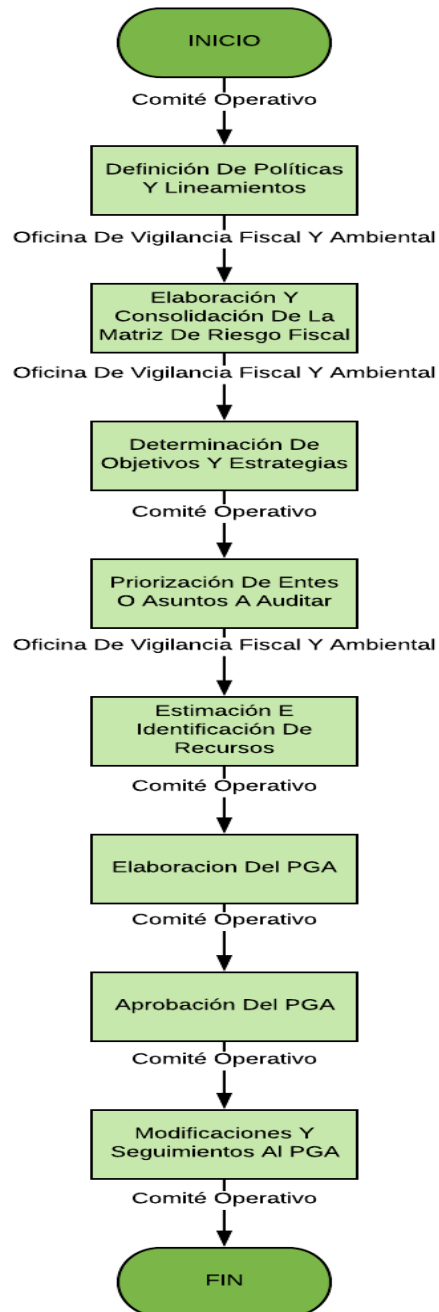 INICIO
Comité Operativo
Definición De Políticas
Y Lineamientos
Oficina De Vigilancia Fiscal Y Ambiental
Elaboración Y
Consolidación De La
Matriz De Riesgo Fiscal
Oficina De Vigilancia Fiscal Y Ambiental
Determinación De
Objetivos Y Estrategias
Comité Operativo
Priorización De Entes
O Asuntos A Auditar
Oficina De Vigilancia Fiscal Y Ambiental
Estimación E
Identificación De
Recursos
Comité Operativo
Elaboracion Del PGA
Comité Operativo
Aprobación Del PGA
Comité Operativo
Modificaciones Y
Seguimientos Al PGA
Comité Operativo
FIN